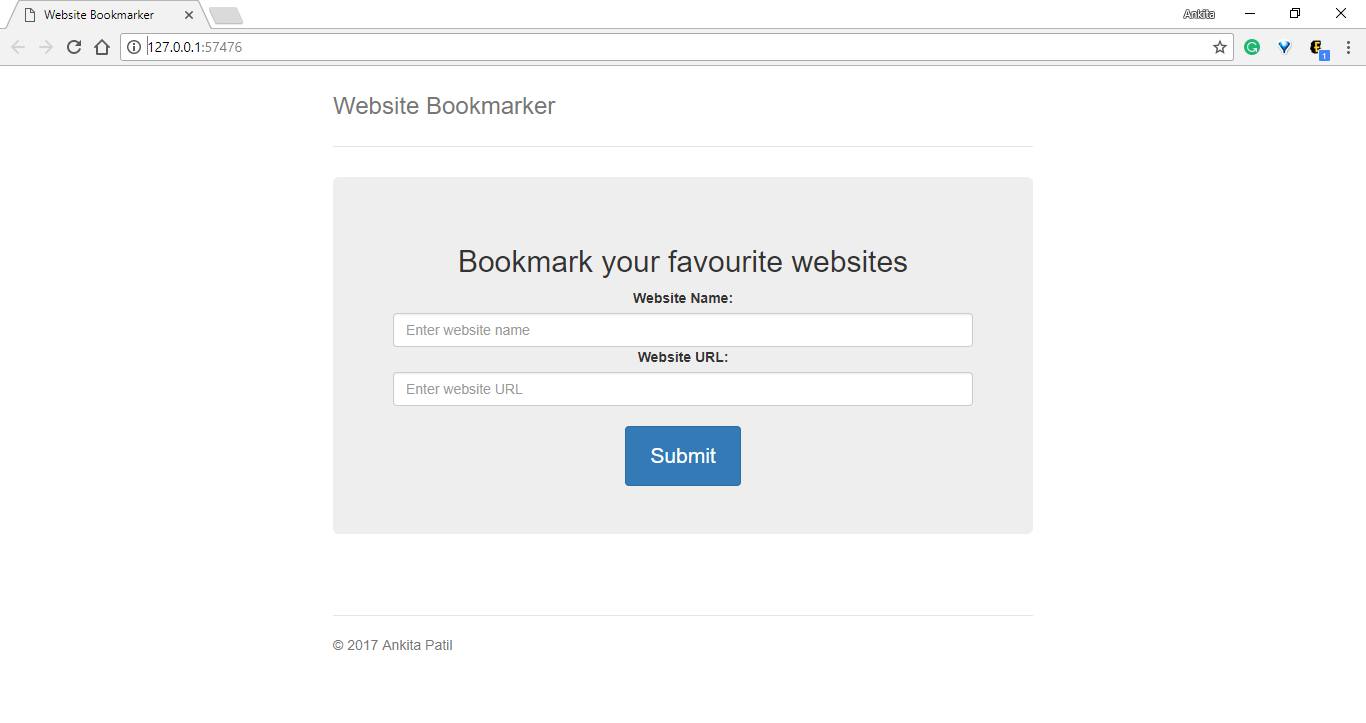 Website Bookmarker
Ankita
127.0.0.1:57476
1
Website Bookmarker
Bookmark your favourite websites
Website Name:
Enter website name
Website URL:
Enter website URL
Submit
© 2017 Ankita Patil